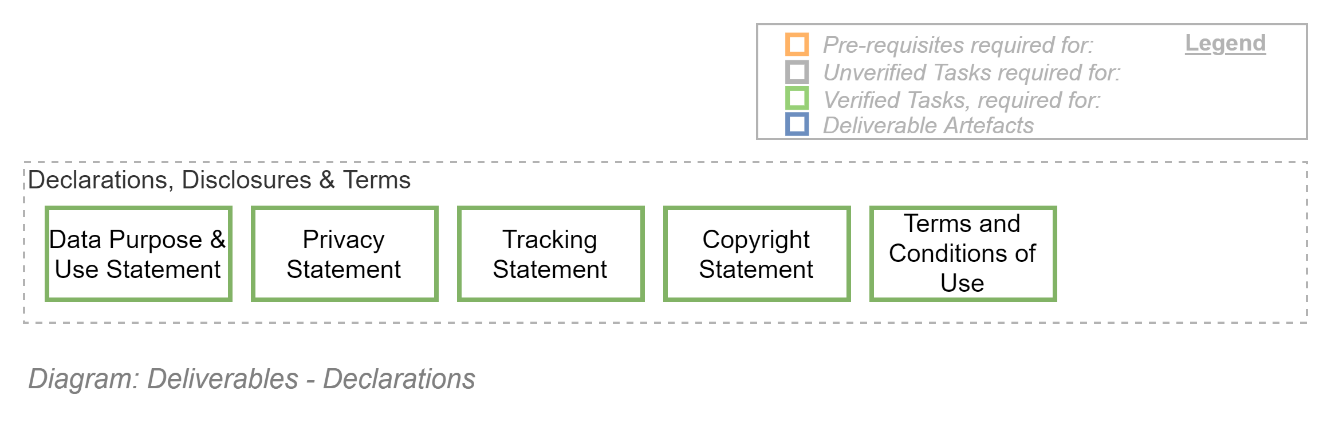 Legend
Pre-requisites required for:
Unverified Tasks required for:
Verified Tasks, required for:
Deliverable Artefacts
Declarations, Disclosures & Terms
Data Purpose &
Use Statement
Privacy
Statement
Tracking
Statement
Copyright
Statement
Terms and
Conditions of
Use
Diagram: Deliverables - Declarations